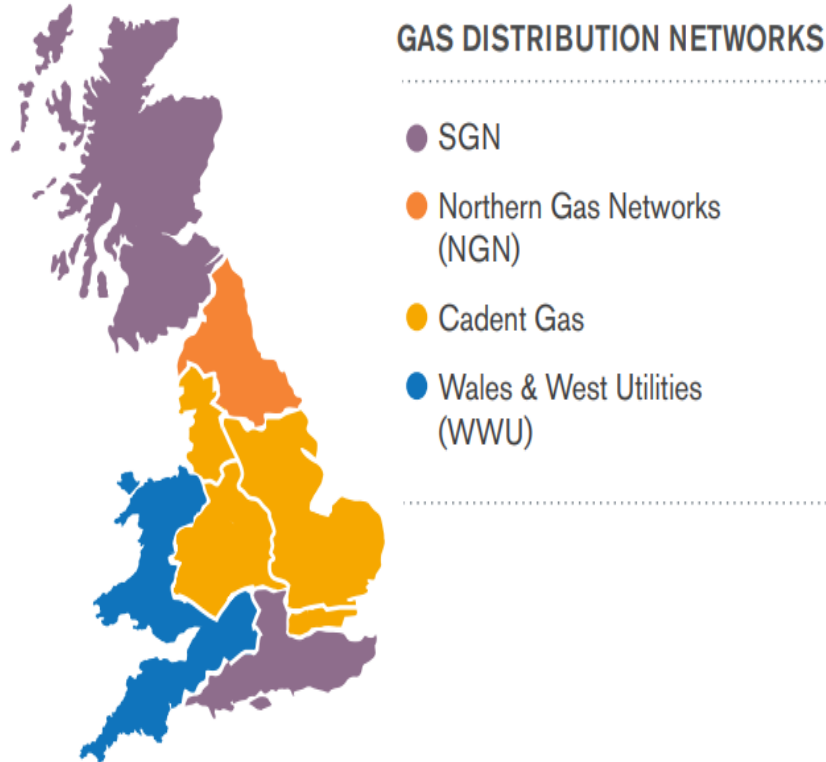 GAS DISTRIBUTION NETWORKS
SGN
Northern Gas Networks
(NGN)
Cadent Gas
Wales & West Utilities
(WWU)